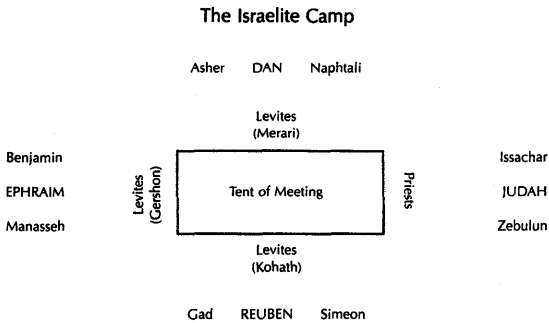 The Israelite Camp
Asher DAN Naphtali
Levites
(Merari)
Benjamin
EPHRAIM
Manasseh
Levites
(Gershon)
Tent of Meeting
Priests
Issachar
JUDAH
Zebulun
Levites
(Kohath)
Gad REUBEN Simeon